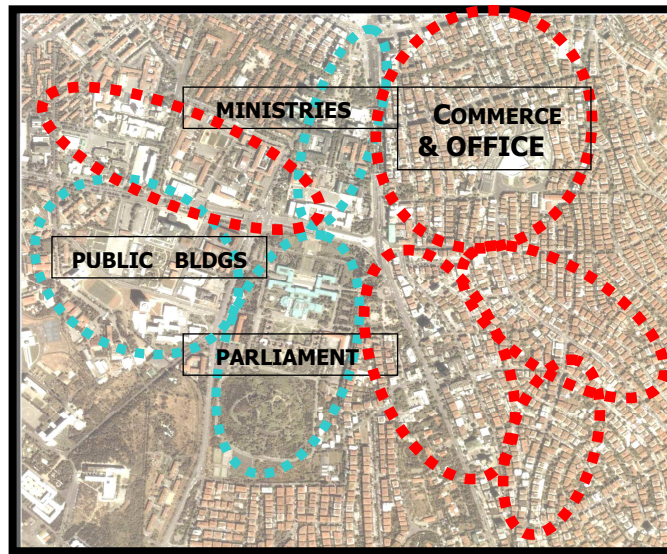 MINISTRIES
COMMERCE
& OFFICE
PUBLIC BLDGS
PARLIAMENT